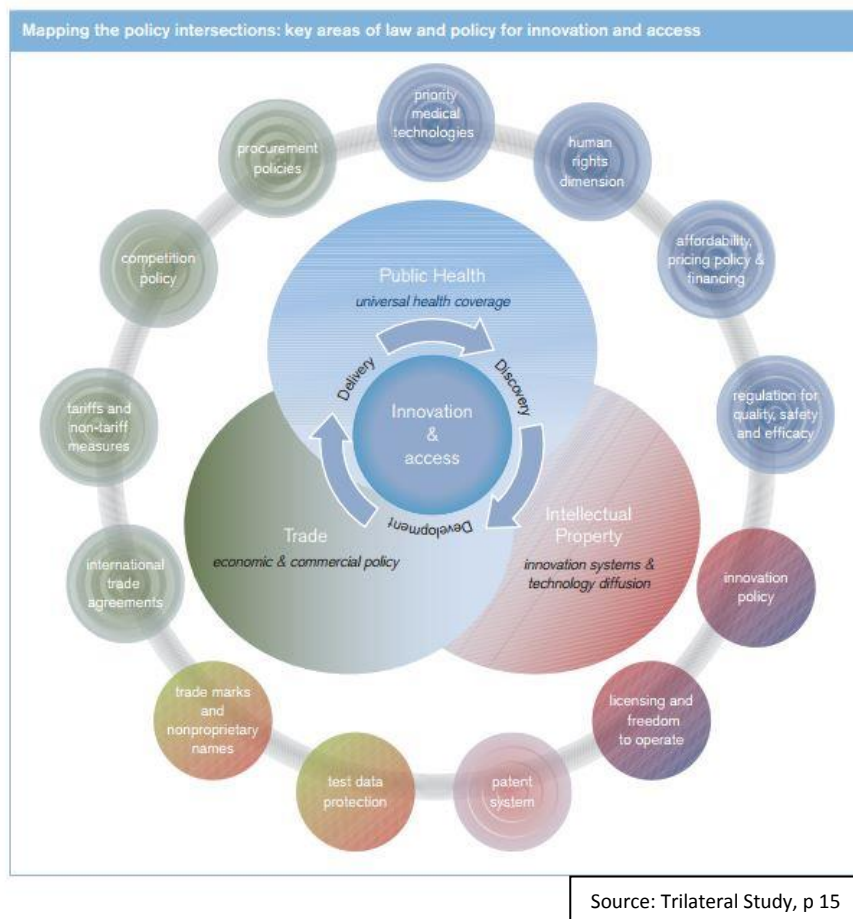 Mapping the policy intersections: key areas of law and policy for innovation and access
priority
medical
technologies
human
rights
dimension
affordability,
pricing policy &
financing
regulation for
quality, safety
and efficacy
innovation
policy
licensing and
freedom
to operate
patent
system
test data
protection
trade marks
and
nonproprietary
names
international
trade
agreements
tariffs and
non-tariff
measures
competition
policy
procurement
policies
Public Health
universal health coverage
Delivery
Discovery
Development
Innovation
&
access
Trade
economic & commercial policy
Intellectual
Property
innovation systems &
technology diffusion
Source: Trilateral Study, p 15